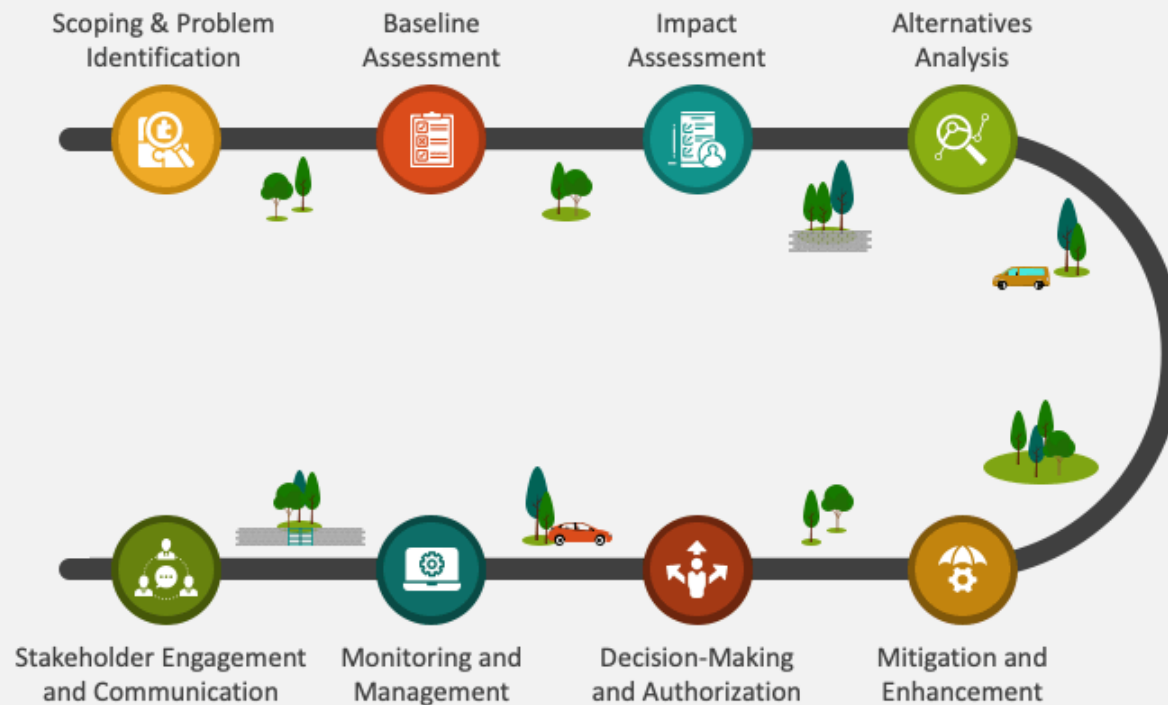 Scoping & Problem
Identification
Baseline
Assessment
Impact
Assessment
Alternatives
Analysis
Stakeholder Engagement
and Communication
Monitoring and
Management
Decision-Making
and Authorization
Mitigation and
Enhancement